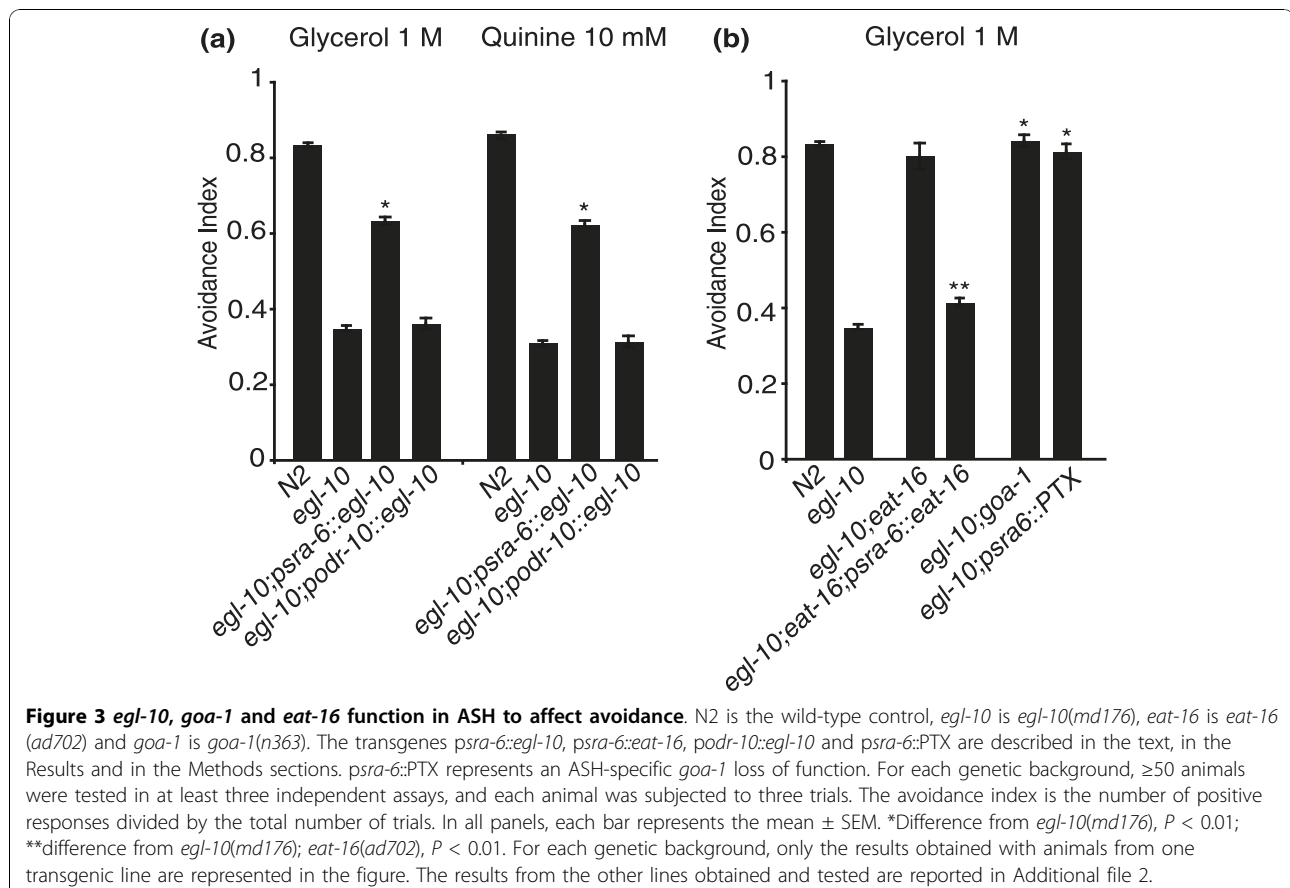 (a) Glycerol 1 M Quinine 10 mM
Avoidance Index
1
0.8
0.6
0.4
0.2
0
*
*
N2
egl-10
egl-10;psra-6::egl-10
egl-10;podr-10::egl-10
N2
egl-10
egl-10;psra-6::egl-10
egl-10;podr-10::egl-10
(b) Glycerol 1 M
Avoidance Index
1
0.8
0.6
0.4
0.2
0
**
*
*
N2
egl-10
egl-10;eat-16
egl-10;eat-16;psra-6::eat-16
egl-10;goa-1
egl-10;psra6::PTX
Figure 3 egl-10, goa-1 and eat-16 function in ASH to affect avoidance. N2 is the wild-type control, egl-10 is egl-10(md176), eat-16 is eat-16
(ad702) and goa-1 is goa-1(n363). The transgenes psra-6::egl-10, psra-6::eat-16, podr-10::egl-10 and psra-6::PTX are described in the text, in the
Results and in the Methods sections. psra-6::PTX represents an ASH-specific goa-1 loss of function. For each genetic background, ≥50 animals
were tested in at least three independent assays, and each animal was subjected to three trials. The avoidance index is the number of positive
responses divided by the total number of trials. In all panels, each bar represents the mean ± SEM. *Difference from egl-10(md176), P < 0.01;
**difference from egl-10(md176); eat-16(ad702), P < 0.01. For each genetic background, only the results obtained with animals from one
transgenic line are represented in the figure. The results from the other lines obtained and tested are reported in Additional file 2.